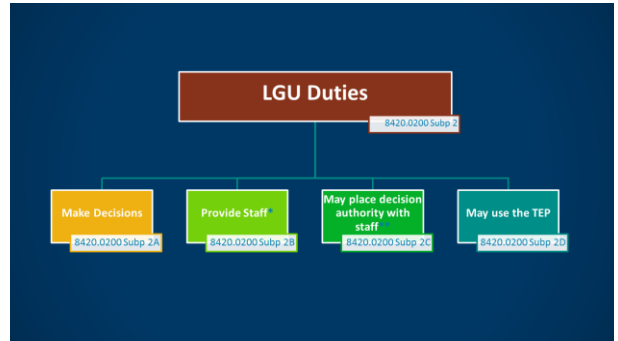 LGU Duties
8420.0200 Subp 2
Make Decisions
8420.0200 Subp 2A
Provide Staff*
8420.0200 Subp 2B
May place decision
authority with
staff**
8420.0200 Subp 2C
May use the TEP
8420.0200 Subp 2D